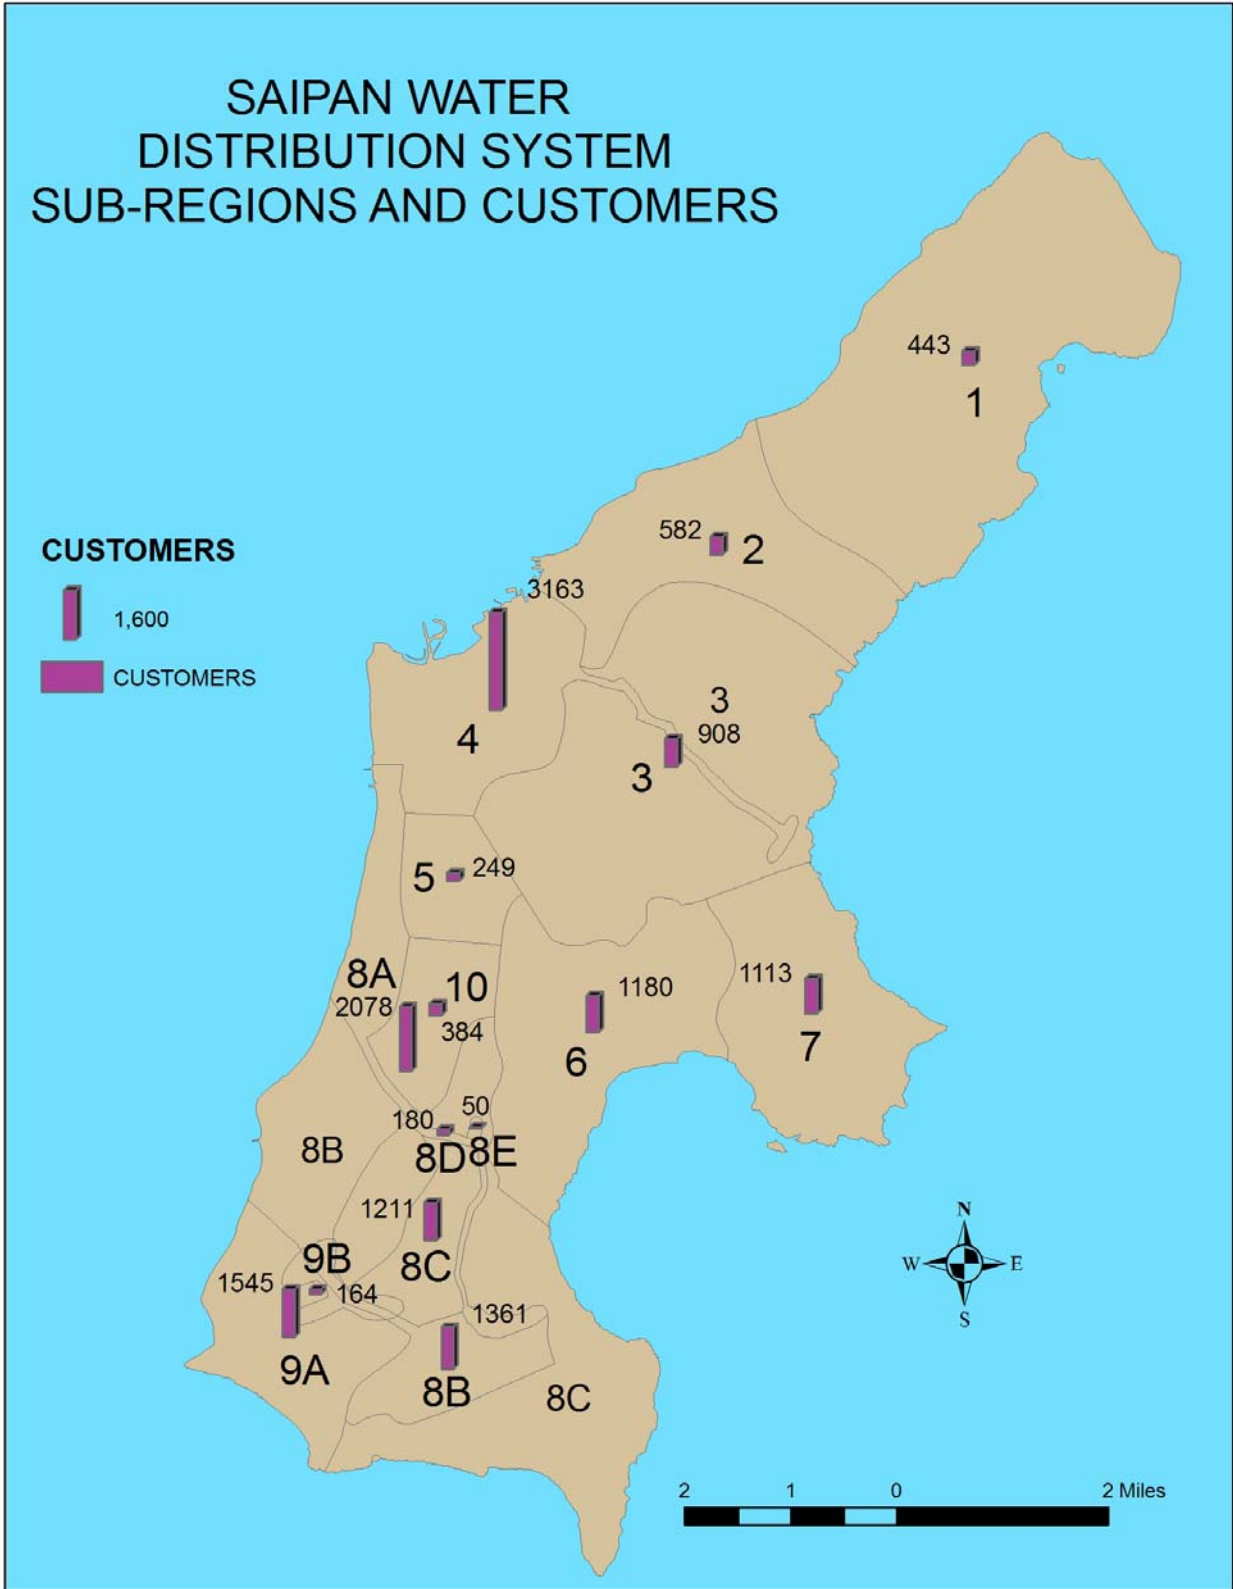 SAIPAN WATER
DISTRIBUTION SYSTEM
SUB-REGIONS AND CUSTOMERS
443
1
582
2
CUSTOMERS
1,600
CUSTOMERS
3163
4
3
908
3
5
249
8A
2078
10
384
1180
6
1113
7
180
50
8D
8E
8B
1211
8C
9B
1545
164
9A
1361
8B
8C
N
W
E
S
2
1
0
2 Miles